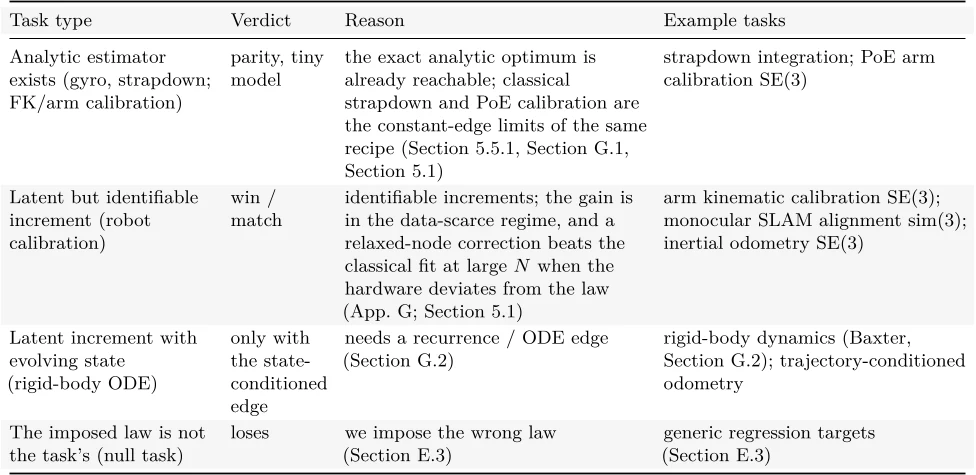 Task type Verdict Reason Example tasks
Analytic estimator parity, tiny the exact analytic optimum is strapdown integration; PoE arm
exists (gyro, strapdown; model already reachable; classical calibration SE(3)
FK/arm calibration) strapdown and PoE calibration are
the constant-edge limits of the same
recipe (Section 5.5.1, Section G.1,
Section 5.1)
Latent but identifiable win / identifiable increments; the gain is arm kinematic calibration SE(3);
increment (robot match in the data-scarce regime, and a monocular SLAM alignment sim(3);
calibration) relaxed-node correction beats the inertial odometry SE(3)
classical fit at large N when the
hardware deviates from the law
(App. G; Section 5.1)
Latent increment with only with needs a recurrence / ODE edge rigid-body dynamics (Baxter,
evolving state the state- (Section G.2) Section G.2); trajectory-conditioned
(rigid-body ODE) conditioned odometry
edge
The imposed law is not loses we impose the wrong law generic regression targets
the task's (null task) (Section E.3) (Section E.3)